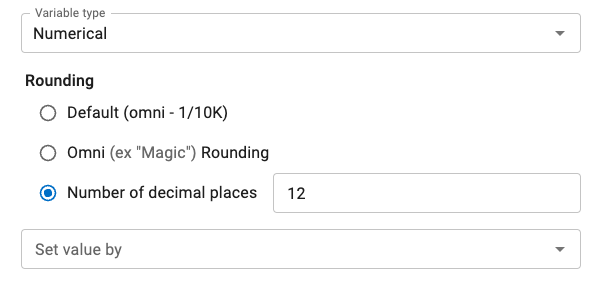 Variable type
Numerical
Rounding
Default (omni - 1/10K)
Omni (ex "Magic") Rounding
Number of decimal places 12
Set value by